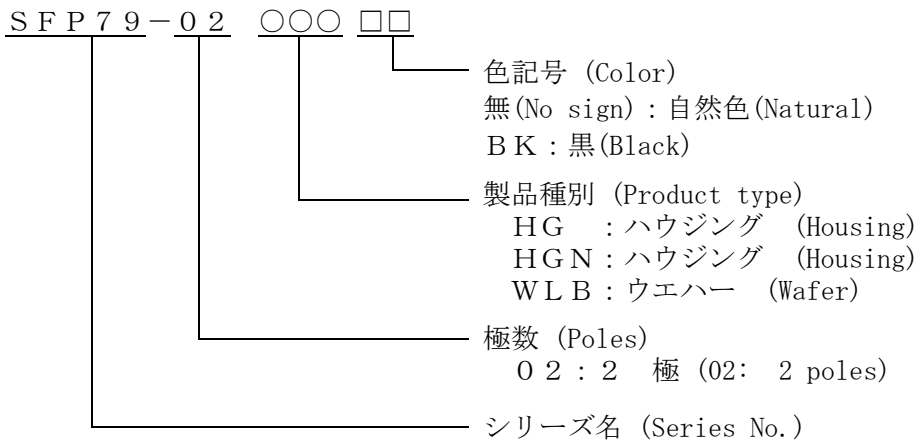 ＳＦＰ７９－０２ ○○○ □□
色記号 (Color)
無(No sign)：自然色(Natural)
ＢＫ：黒(Black)
製品種別 (Product type)
ＨＧ　：ハウジング　(Housing)
ＨＧＮ：ハウジング　(Housing)
ＷＬＢ：ウエハー　(Wafer)
極数 (Poles)
０２：２　極 (02:　2 poles)
シリーズ名 (Series No.)